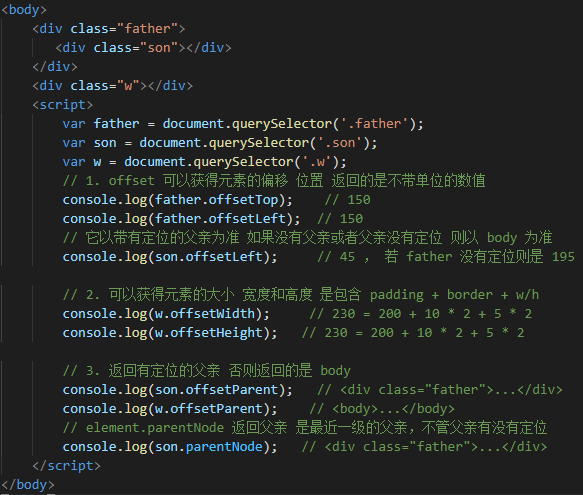 <body>
<div class="father">
<div class="son"></div>
</div>
<div class="w"></div>
<script>
var father = document.querySelector('.father');
var son = document.querySelector('.son');
var w = document.querySelector('.w');
// 1. offset 可以获得元素的偏移 位置 返回的是不带单位的数值
console.log(father.offsetTop);    // 150
console.log(father.offsetLeft);  // 150
// 它以带有定位的父亲为准 如果没有父亲或者父亲没有定位 则以 body 为准
console.log(son.offsetLeft);     // 45 , 若 father 没有定位则是 195
// 2. 可以获得元素的大小 宽度和高度 是包含 padding + border + w/h
console.log(w.offsetWidth);     // 230 = 200 + 10 * 2 + 5 * 2
console.log(w.offsetHeight);   // 230 = 200 + 10 * 2 + 5 * 2
// 3. 返回有定位的父亲 否则返回的是 body
console.log(son.offsetParent);   // <div class="father">...</div>
console.log(w.offsetParent);    // <body>...</body>
// element.parentNode 返回父亲 是最近一级的父亲，不管父亲有没有定位
console.log(son.parentNode);   // <div class="father">...</div>
</script>
</body>